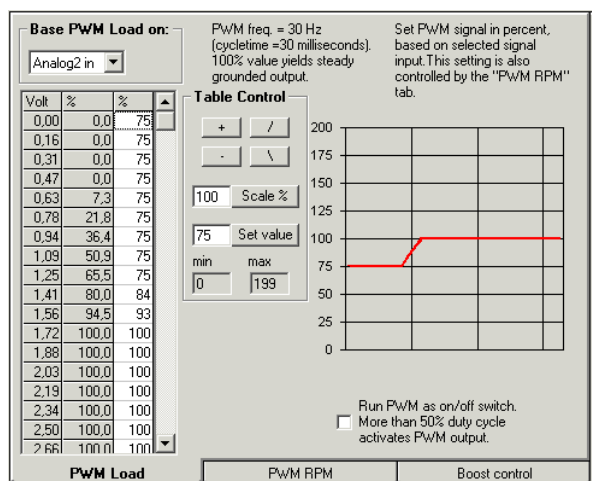 Base PWM Load on:
Analog2 in
PWM freq. = 30 Hz
(cycletime =30 milliseconds).
100% value yields steady
grounded output.
Set PWM signal in percent,
based on selected signal
input.This setting is also
controlled by the "PWM RPM"
tab.
Volt % %
0,00 0,0 75
0,16 0,0 75
0,31 0,0 75
0,47 0,0 75
0,63 7,3 75
0,78 21,8 75
0,94 36,4 75
1,09 50,9 75
1,25 65,5 75
1,41 80,0 84
1,56 94,5 93
1,72 100,0 100
1,88 100,0 100
2,03 100,0 100
2,19 100,0 100
2,34 100,0 100
2,50 100,0 100
2,66 100,0 100
Table Control
+ /
- \
100 Scale %
75 Set value
min max
0 199
200
175
150
125
100
75
50
25
0
Run PWM as on/off switch.
More than 50% duty cycle
activates PWM output.
PWM Load PWM RPM Boost control